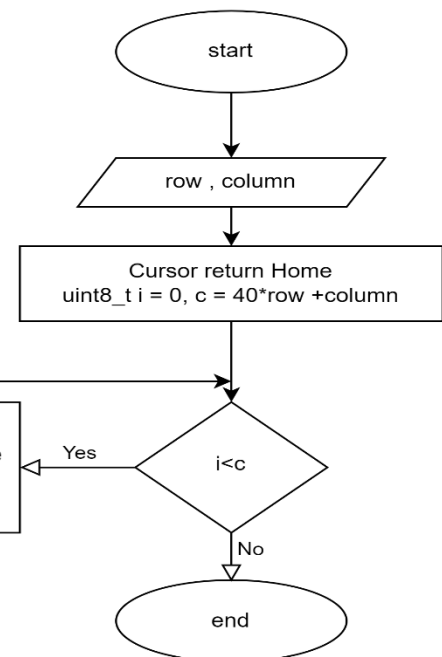 start
row , column
Cursor return Home
uint8_t i = 0, c = 40*row +column
Yes
i<c
No
end